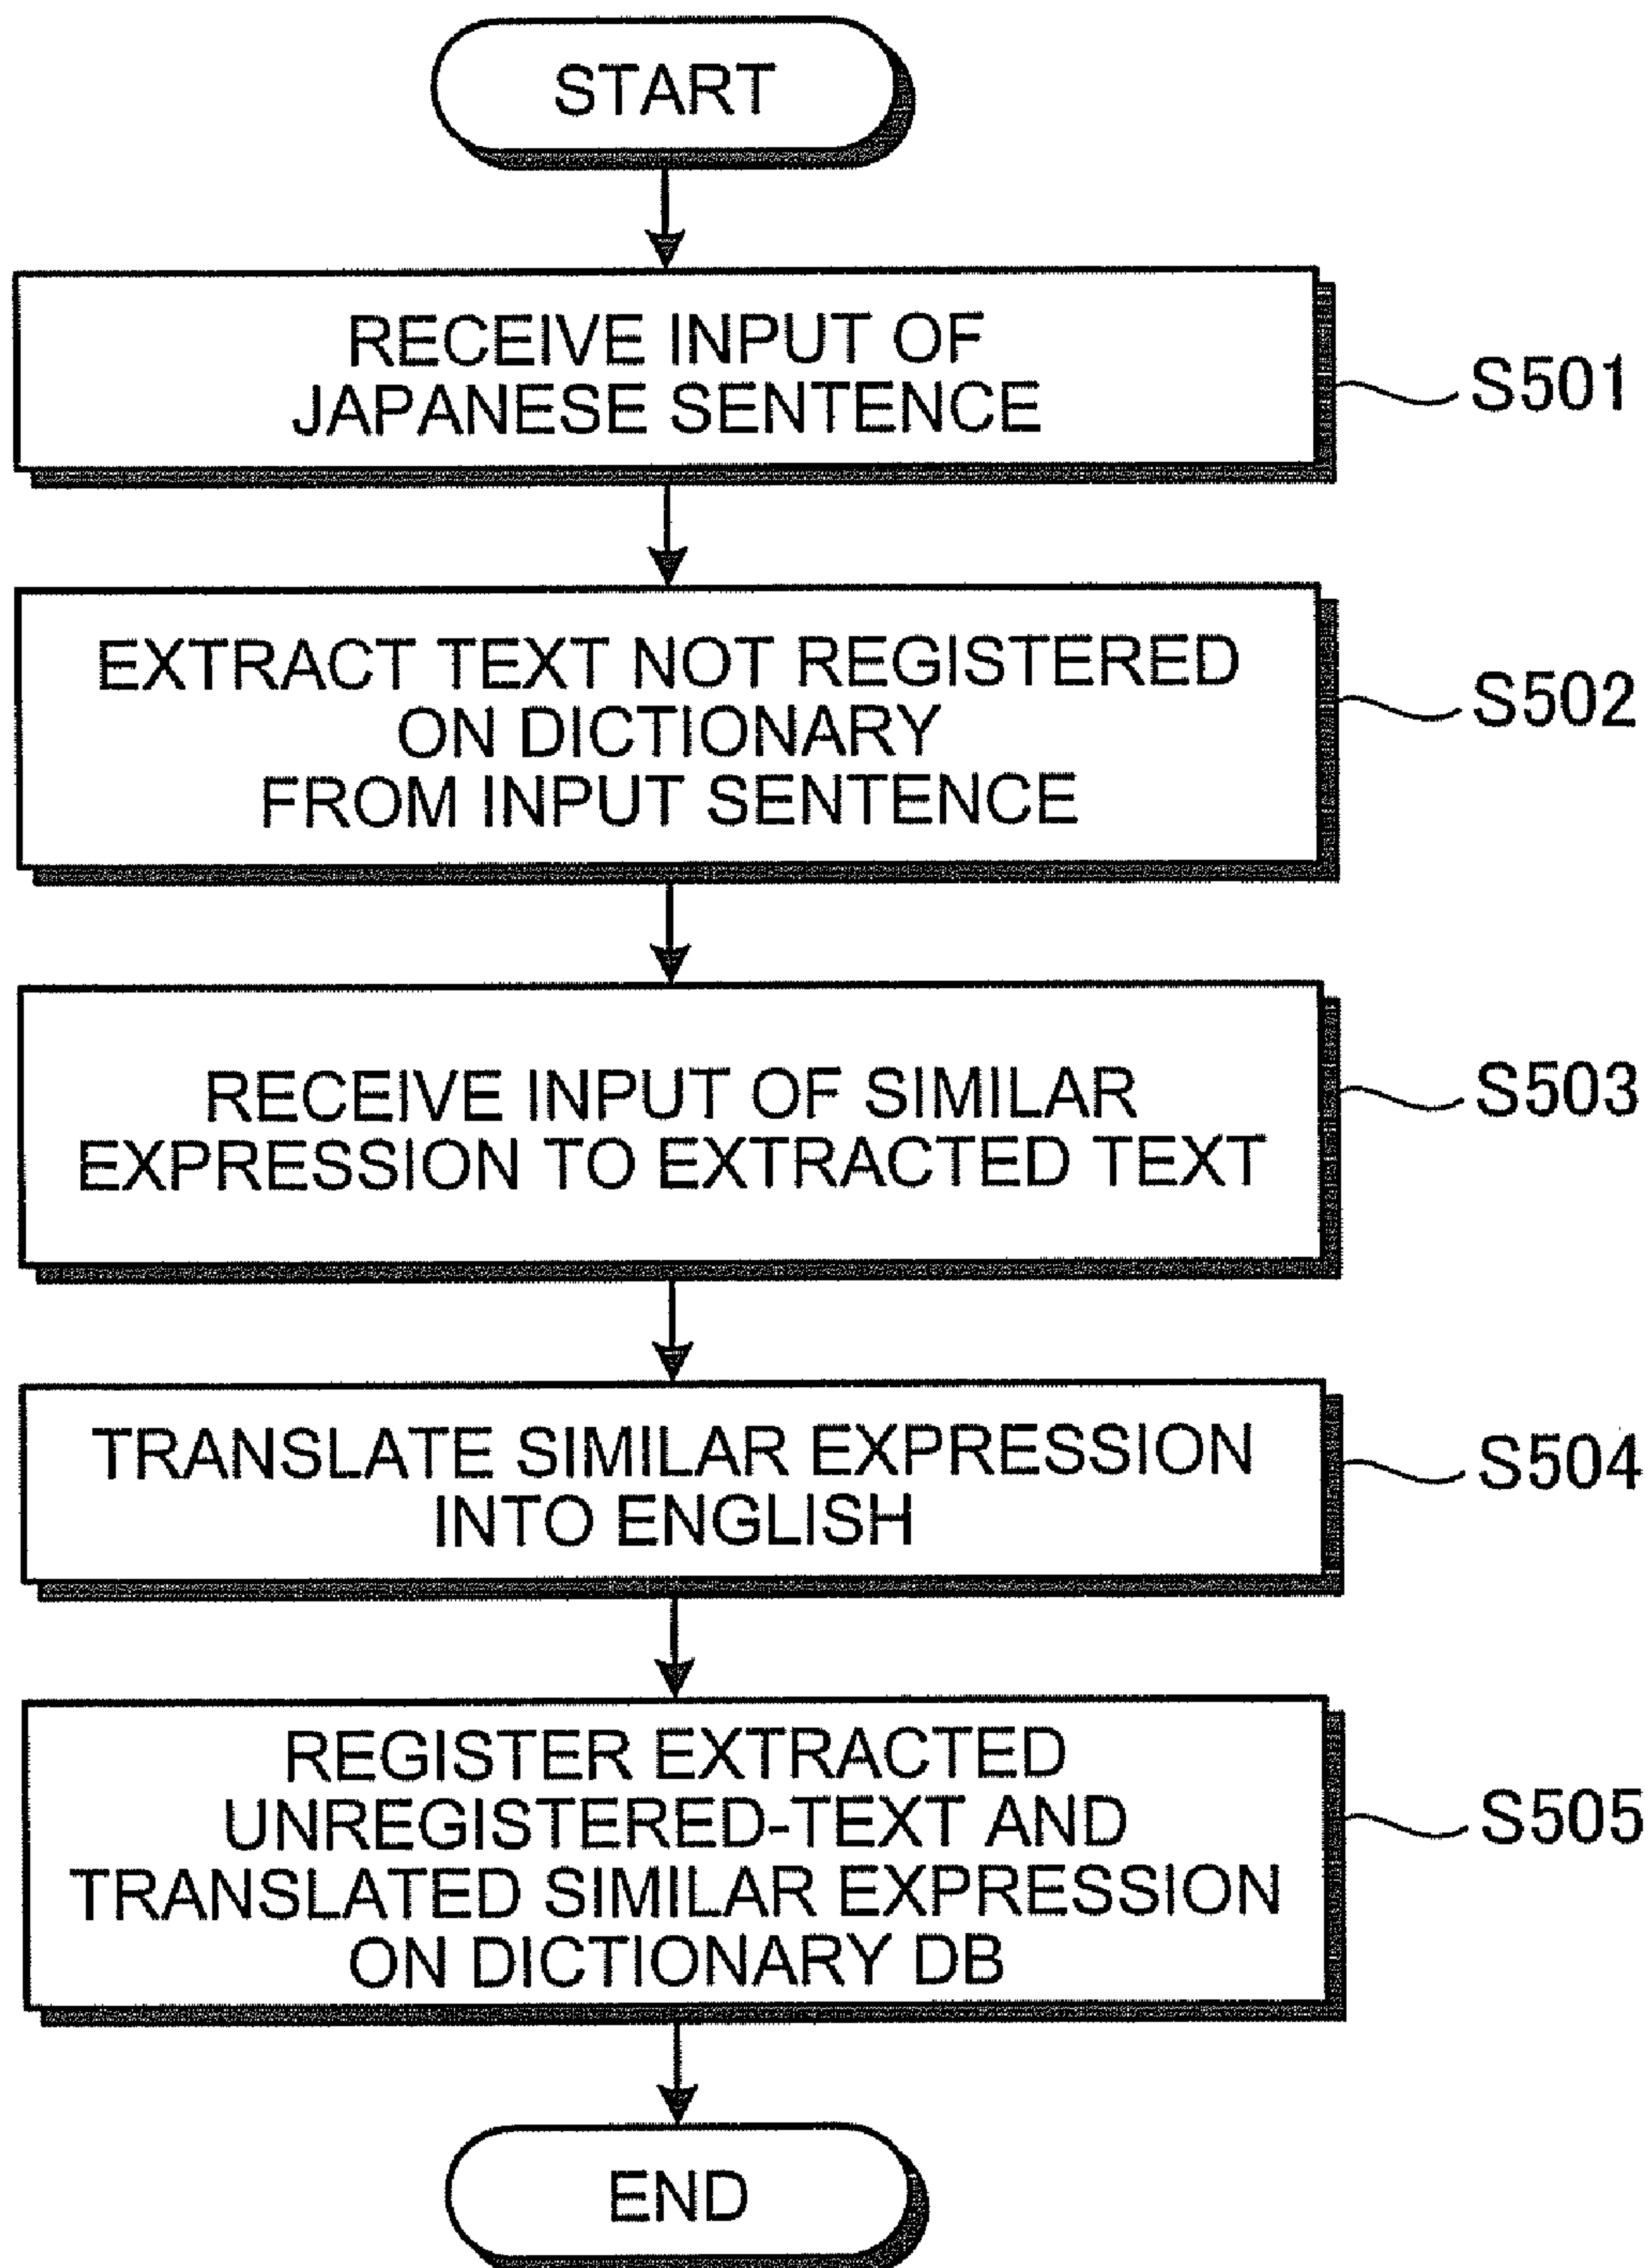 START
RECEIVE INPUT OF
JAPANESE SENTENCE
S501
EXTRACT TEXT NOT REGISTERED
ON DICTIONARY
FROM INPUT SENTENCE
S502
RECEIVE INPUT OF SIMILAR
EXPRESSION TO EXTRACTED TEXT
S503
TRANSLATE SIMILAR EXPRESSION
INTO ENGLISH
S504
REGISTER EXTRACTED
UNREGISTERED-TEXT AND
TRANSLATED SIMILAR EXPRESSION
ON DICTIONARY DB
S505
END